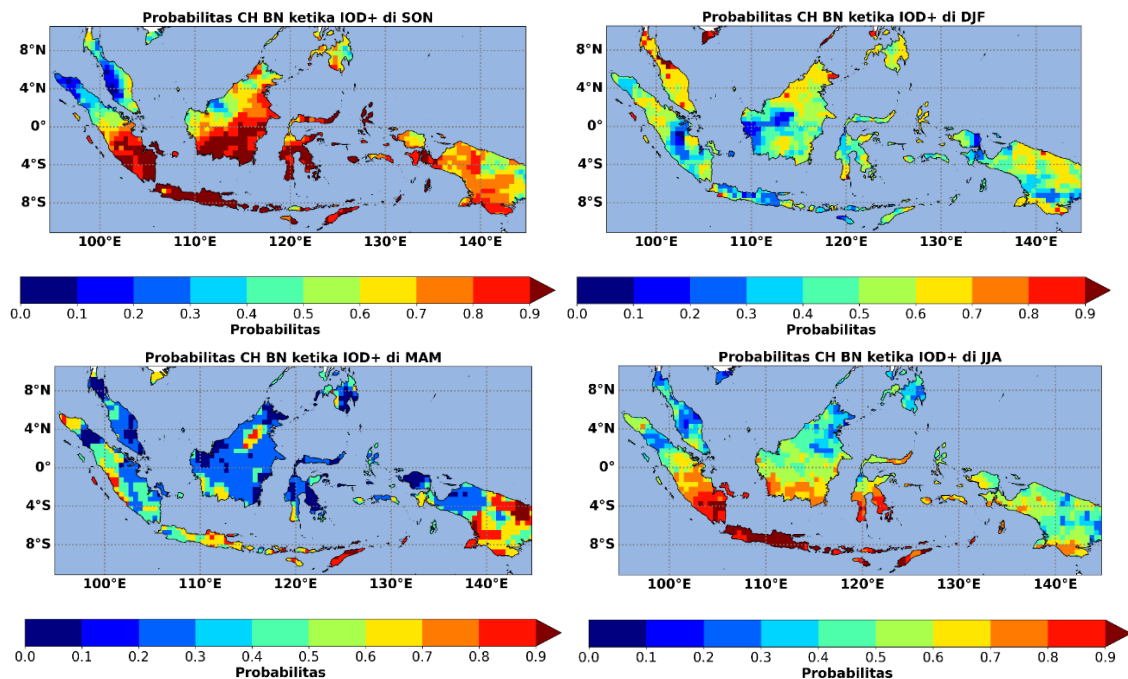 Probabilitas CH BN ketika IOD+ di SON
8°N
4°N
0°
4°S
8°S
100°E 110°E 120°E 130°E 140°E
0.0 0.1 0.2 0.3 0.4 0.5 0.6 0.7 0.8 0.9
Probabilitas
Probabilitas CH BN ketika IOD+ di DJF
8°N
4°N
0°
4°S
8°S
100°E 110°E 120°E 130°E 140°E
0.0 0.1 0.2 0.3 0.4 0.5 0.6 0.7 0.8 0.9
Probabilitas
Probabilitas CH BN ketika IOD+ di MAM
8°N
4°N
0°
4°S
8°S
100°E 110°E 120°E 130°E 140°E
0.0 0.1 0.2 0.3 0.4 0.5 0.6 0.7 0.8 0.9
Probabilitas
Probabilitas CH BN ketika IOD+ di JJA
8°N
4°N
0°
4°S
8°S
100°E 110°E 120°E 130°E 140°E
0.0 0.1 0.2 0.3 0.4 0.5 0.6 0.7 0.8 0.9
Probabilitas